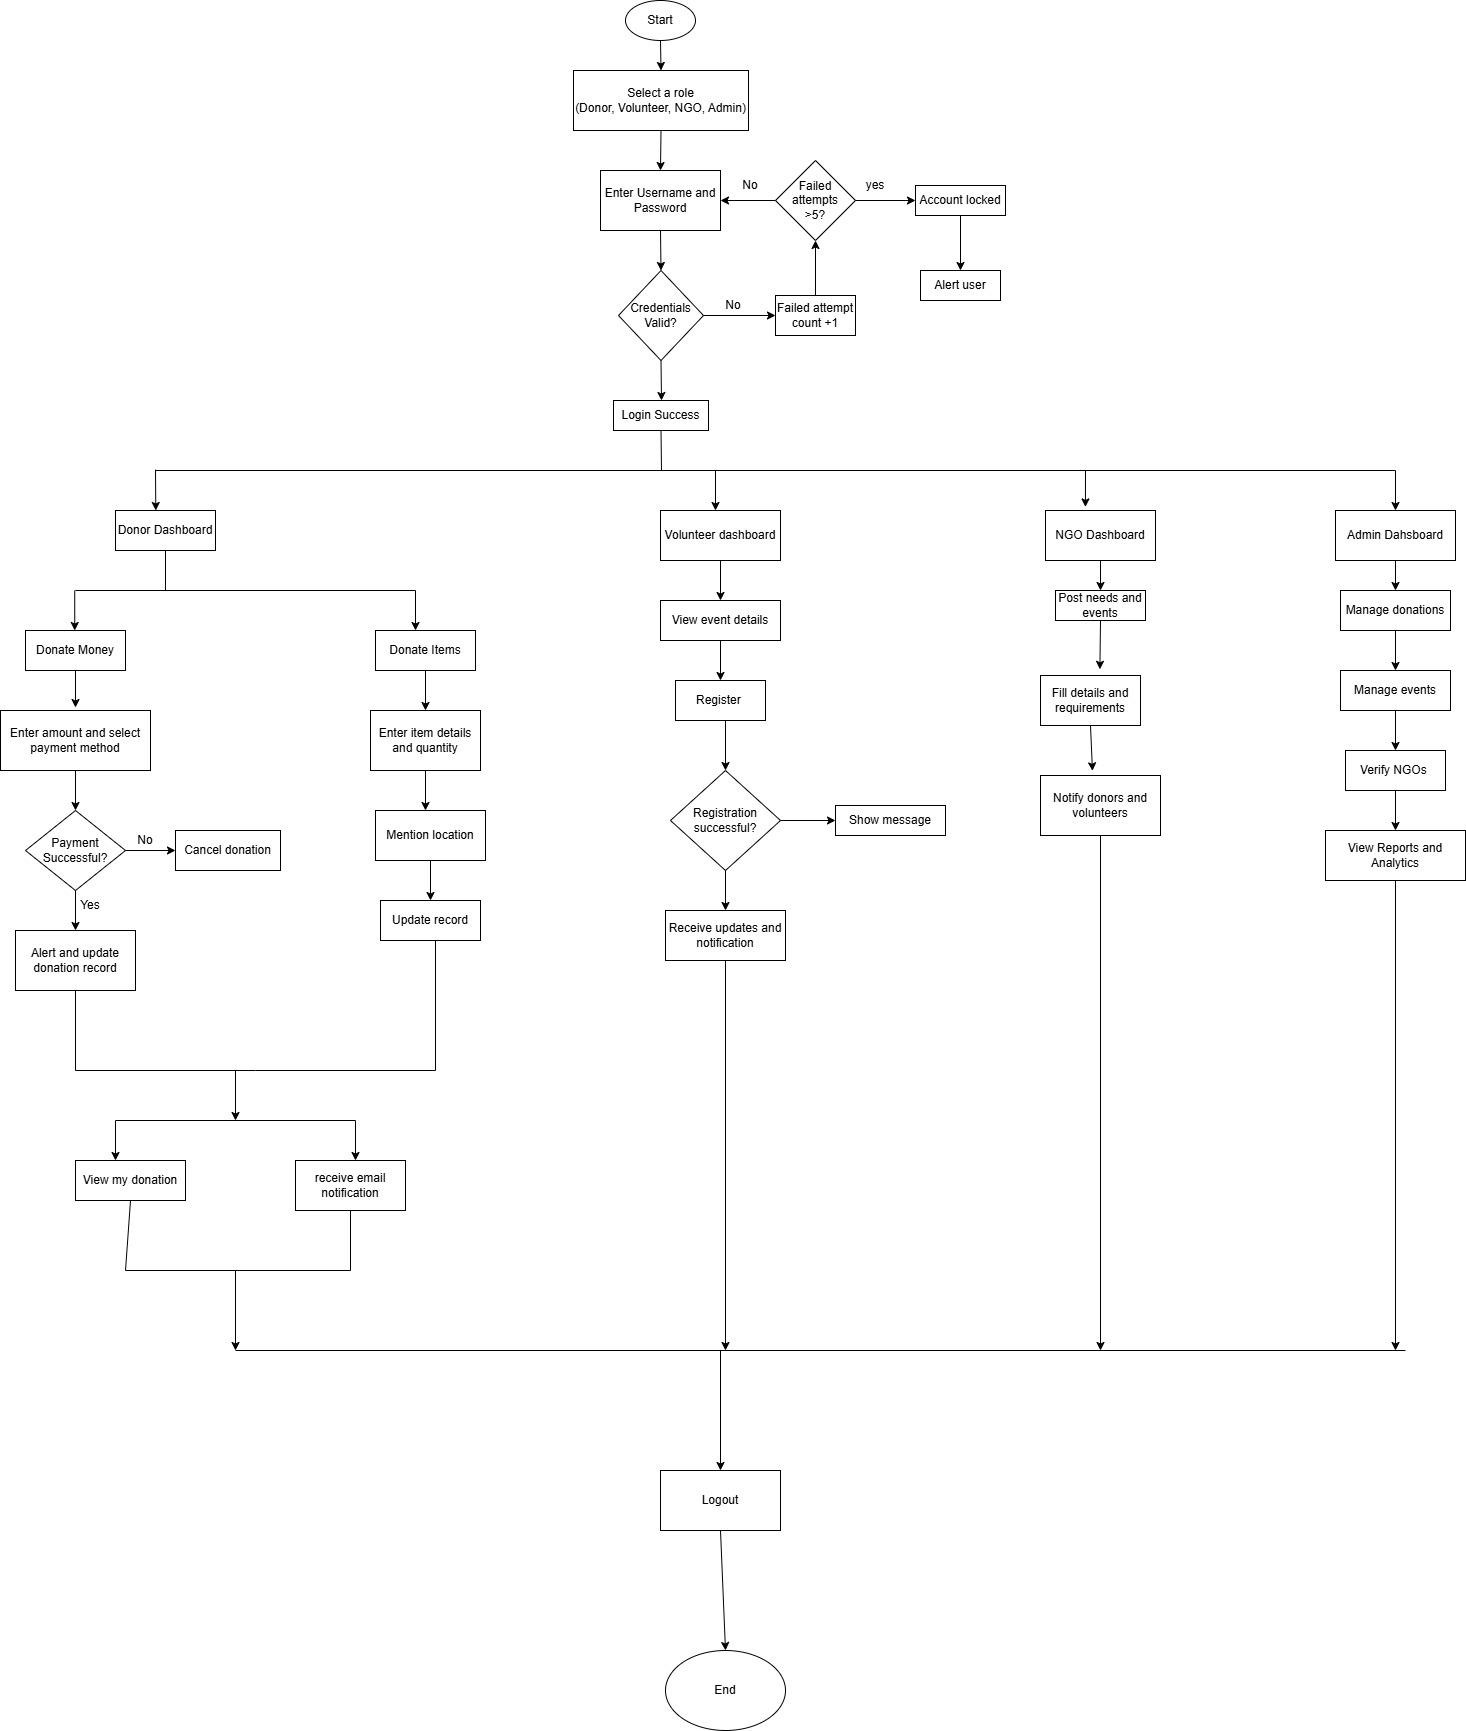 Start
Select a role
(Donor, Volunteer, NGO, Admin)
Enter Username and
Password
No
Failed
attempts
>5?
yes
Account locked
Alert user
Credentials
Valid?
No
Failed attempt
count +1
Login Success
Donor Dashboard
Volunteer dashboard
NGO Dashboard
Admin Dahsboard
Donate Money
Donate Items
View event details
Post needs and
events
Manage donations
Enter amount and select
payment method
Enter item details
and quantity
Register
Fill details and
requirements
Manage events
Payment
Successful?
No
Cancel donation
Yes
Mention location
Registration
successful?
Show message
Notify donors and
volunteers
Verify NGOs
View Reports and
Analytics
Alert and update
donation record
Update record
Receive updates and
notification
View my donation
receive email
notification
Logout
End